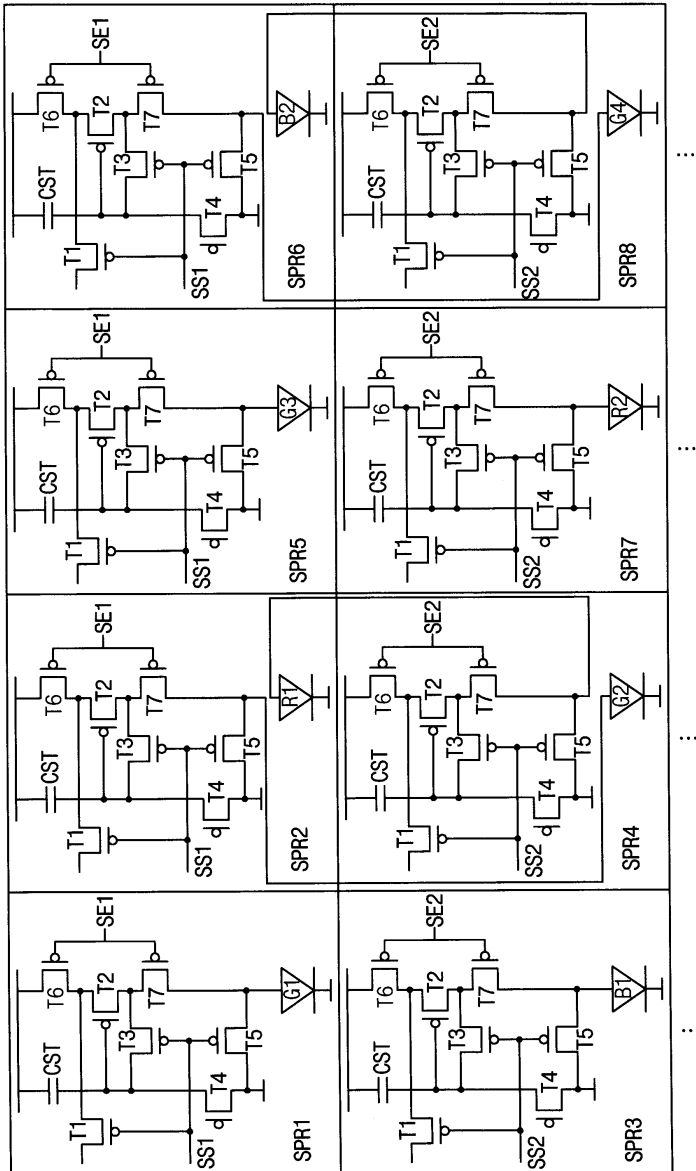 T6
SE1
CST
T1
T2
T3
T7
T4
T5
SS1
G1
SPR1
T6
SE1
CST
T1
T2
T3
T7
T4
T5
SS1
R1
SPR2
T6
SE1
CST
T1
T2
T3
T7
T4
T5
SS1
G3
SPR5
T6
SE1
CST
T1
T2
T3
T7
T4
T5
SS1
B2
SPR6
T6
SE2
CST
T1
T2
T3
T7
T4
T5
SS2
B1
SPR3
T6
SE2
CST
T1
T2
T3
T7
T4
T5
SS2
G2
SPR4
T6
SE2
CST
T1
T2
T3
T7
T4
T5
SS2
R2
SPR7
T6
SE2
CST
T1
T2
T3
T7
T4
T5
SS2
G4
SPR8